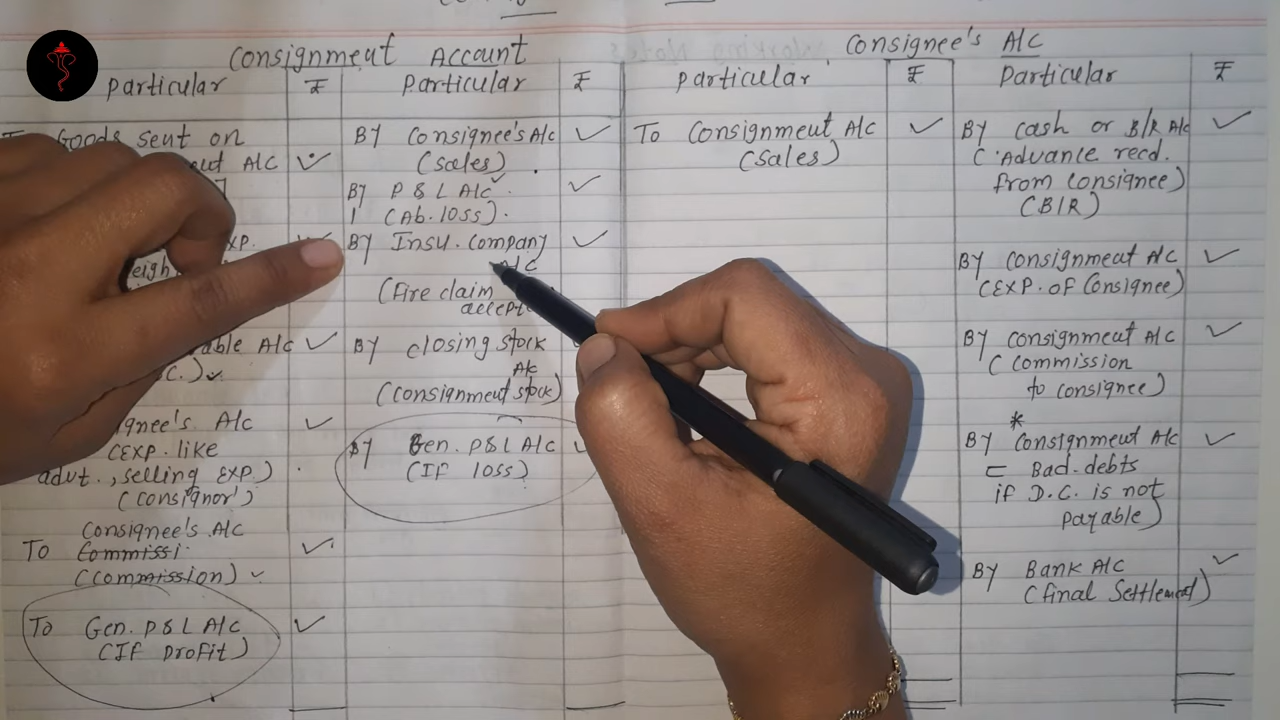 Consignment Account
Particular ₹ Particular ₹
Goods sent on
A/C
EXP.
able A/C
C.)
A/C
CEXP. like
advt., selling EXP.)
(consignor')
Consignee's A/C
To Commissi
(commission)
To Gen. P & L A/C
(If Profit)
By Consignee's A/c
(sales)
By P & L A/C
(Ab. loss).
By Insu. company
A/C
(Fire claim
accept
By closing stock
A/c
(consignment stock)
By Gen. P&L A/C
(If loss)
Consignee's A/C
Particular ₹ Particular ₹
To Consignment A/C
(Sales)
By cash or B/R A/c
(Advance recd.
from Consignee)
(B/R)
By Consignment A/C
(EXP. of Consignee)
By consignment A/C
(Commission
to consignee)
*
By Consignment A/c
Bad. debts
if D.C. is not
payable)
By Bank A/C
(final Settlement)